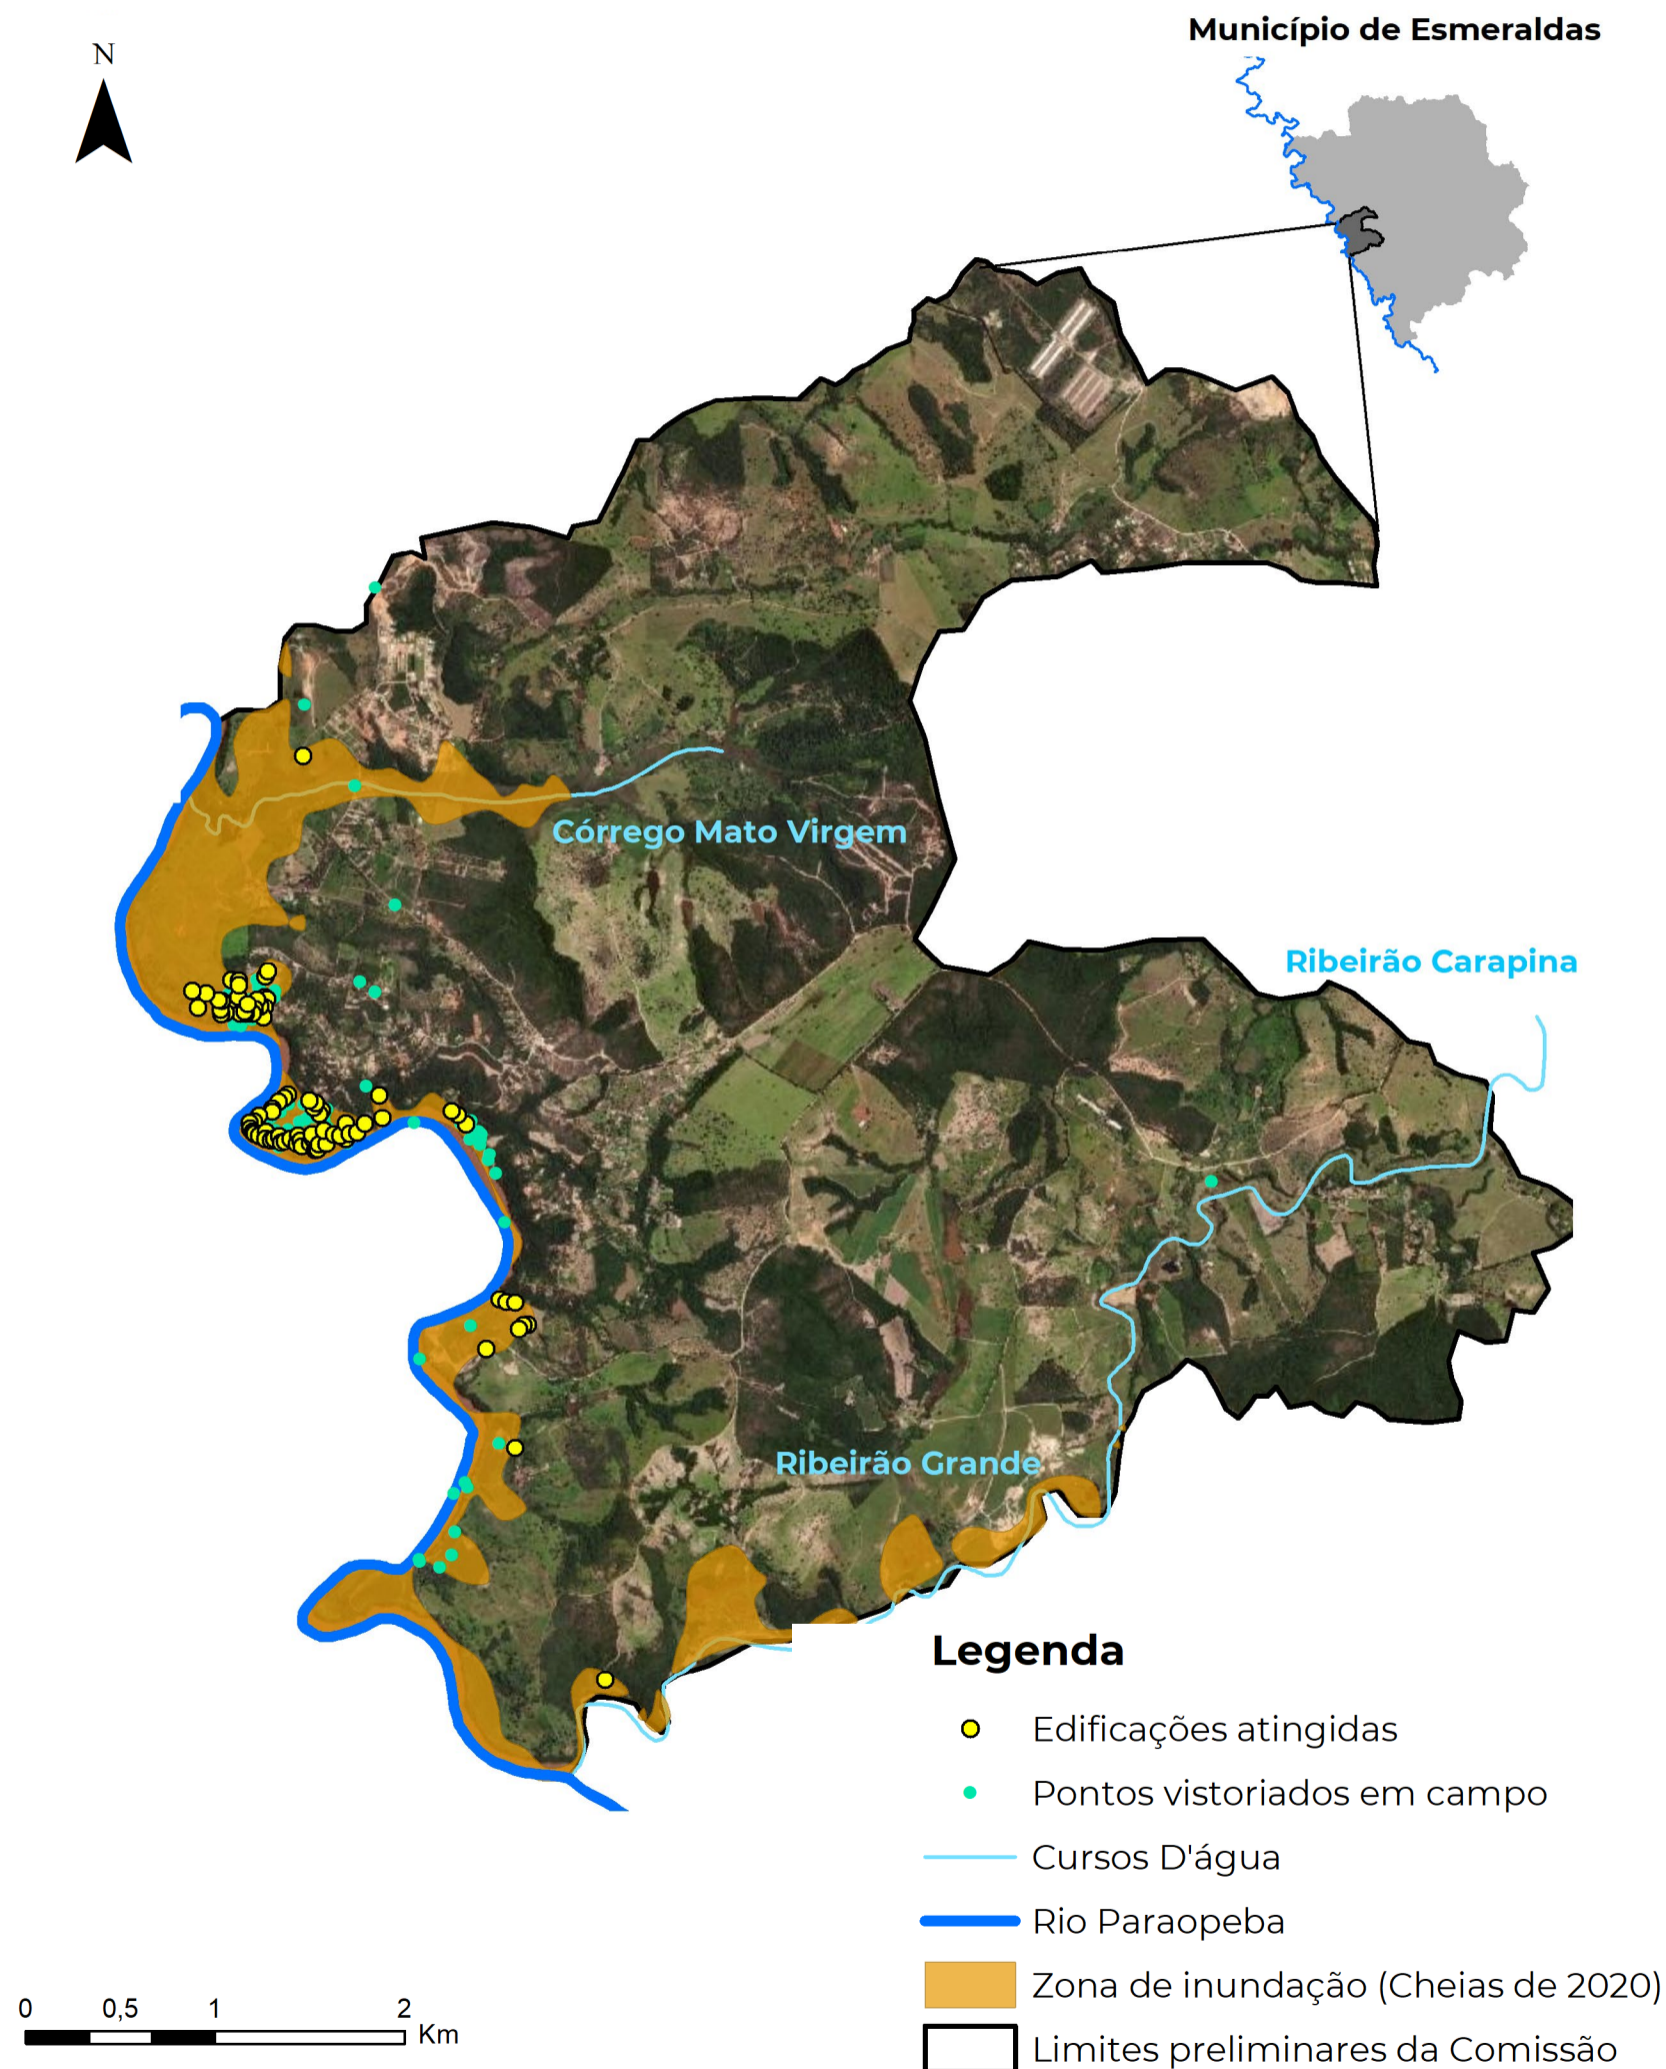 Município de Esmeraldas
N
Córrego Mato Virgem
Ribeirão Carapina
Ribeirão Grande
Legenda
Edificações atingidas
Pontos vistoriados em campo
Cursos D'água
Rio Paraopeba
Zona de inundação (Cheias de 2020)
Limites preliminares da Comissão
0 0,5 1 2
Km